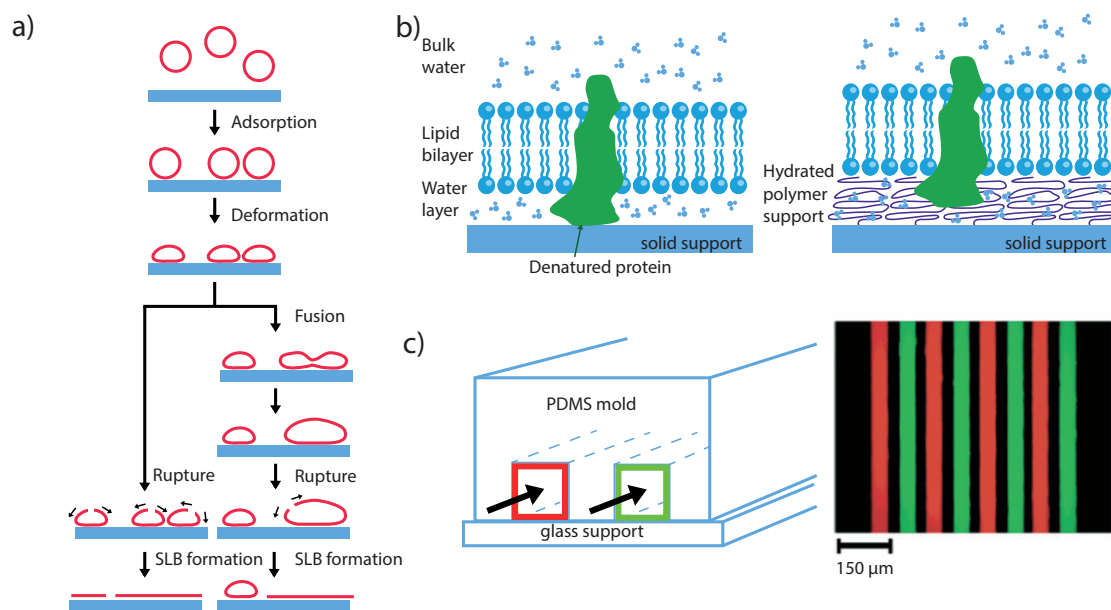 a)
Adsorption
Deformation
Fusion
Rupture
Rupture
SLB formation
SLB formation
b)
Bulk
water
Lipid
bilayer
Water
layer
solid support
Denatured protein
Hydrated
polymer
support
solid support
c)
PDMS mold
glass support
150 µm